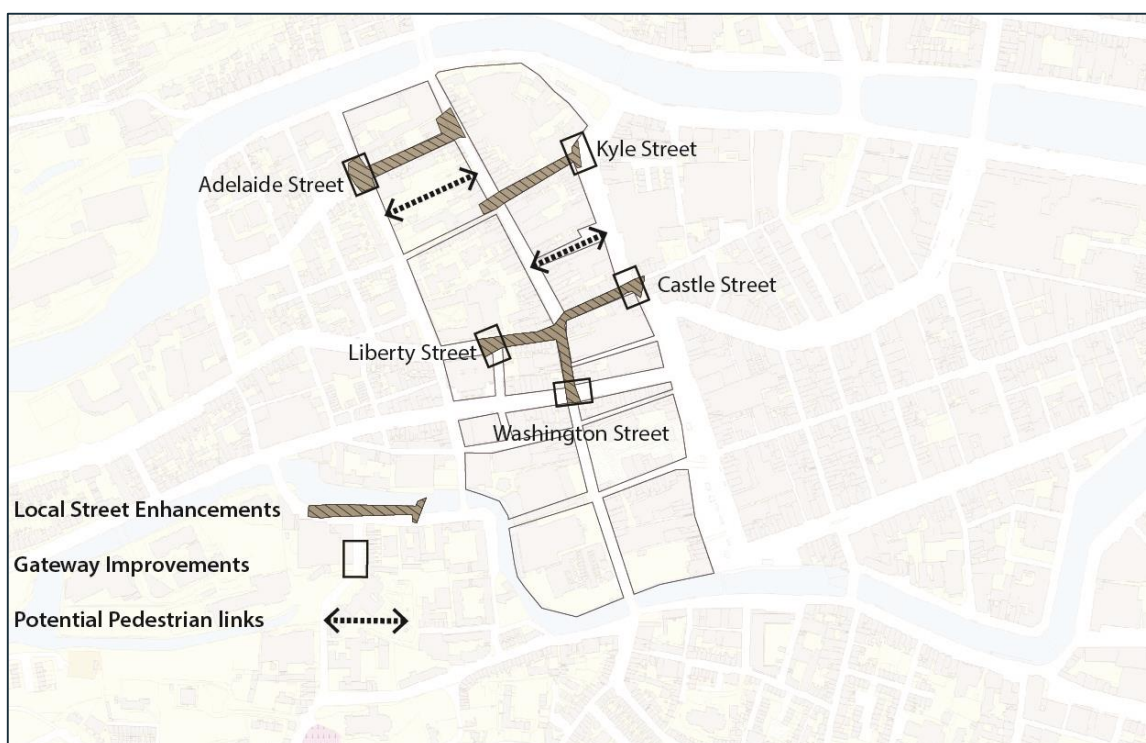 Kyle Street
Adelaide Street
Castle Street
Liberty Street
Washington Street
Local Street Enhancements
Gateway Improvements
Potential Pedestrian links